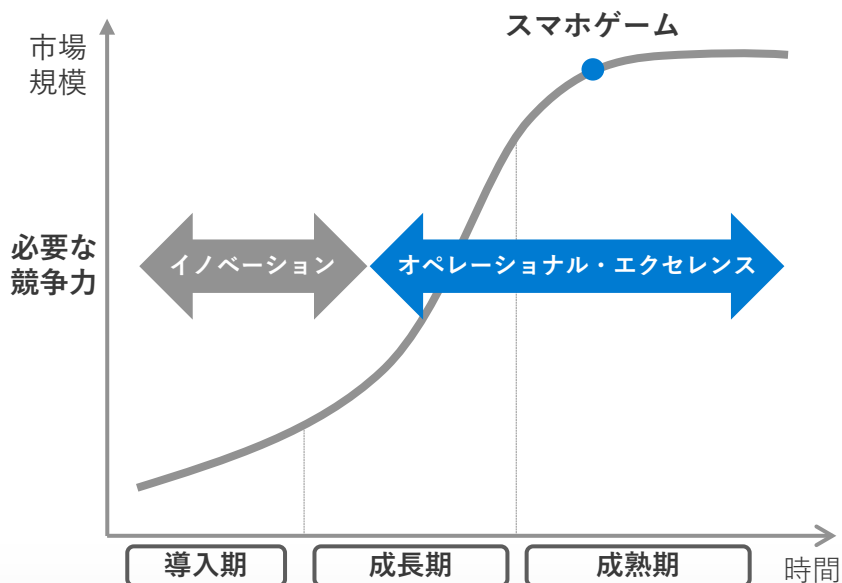 スマホゲーム
市場
規模
必要な
競争力
イノベーション
オペレーショナル・エクセレンス
導入期
成長期
成熟期
時間